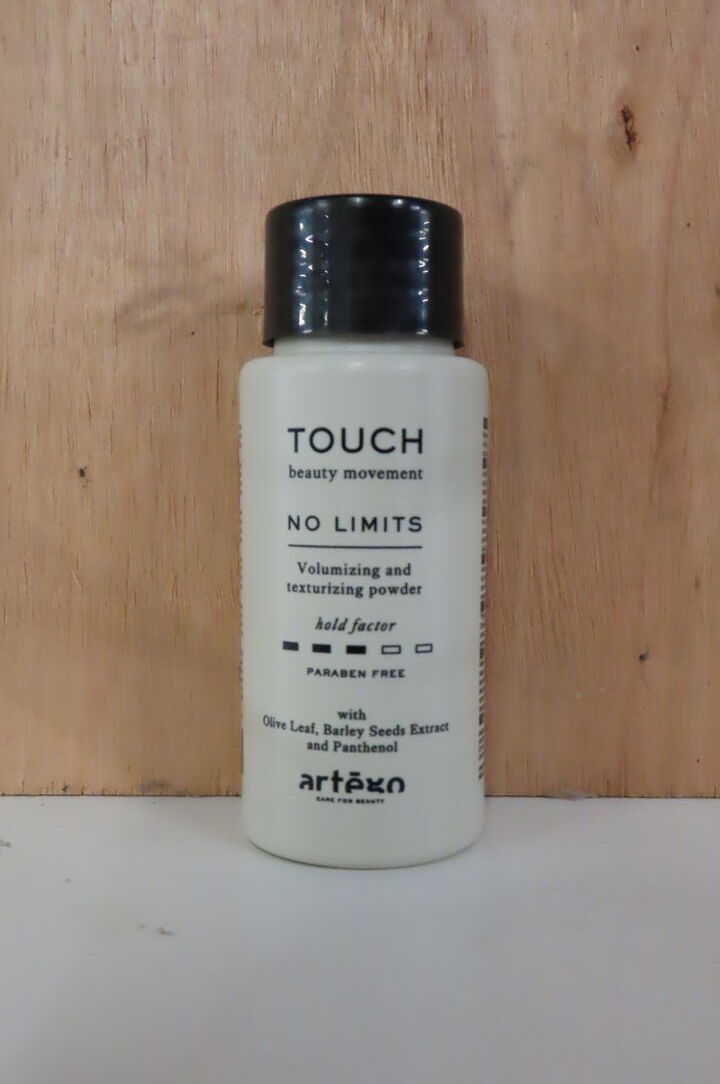 TOUCH
beauty movement
NO LIMITS
Volumizing and
texturizing powder
hold factor
PARABEN FREE
with
Olive Leaf, Barley Seeds Extract
and Panthenol
artègo
CARE FOR BEAUTY